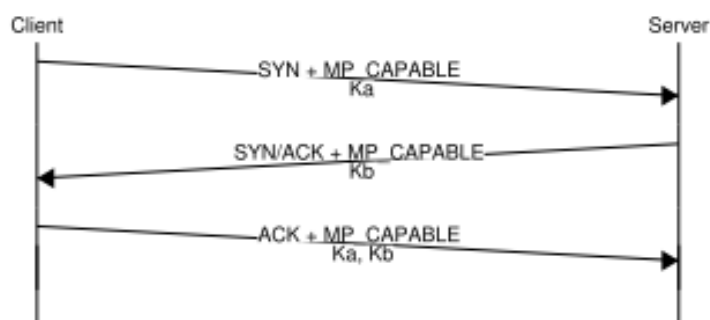 Client
Server
SYN + MP_CAPABLE
Ka
SYN/ACK + MP_CAPABLE
Kb
ACK + MP_CAPABLE
Ka, Kb